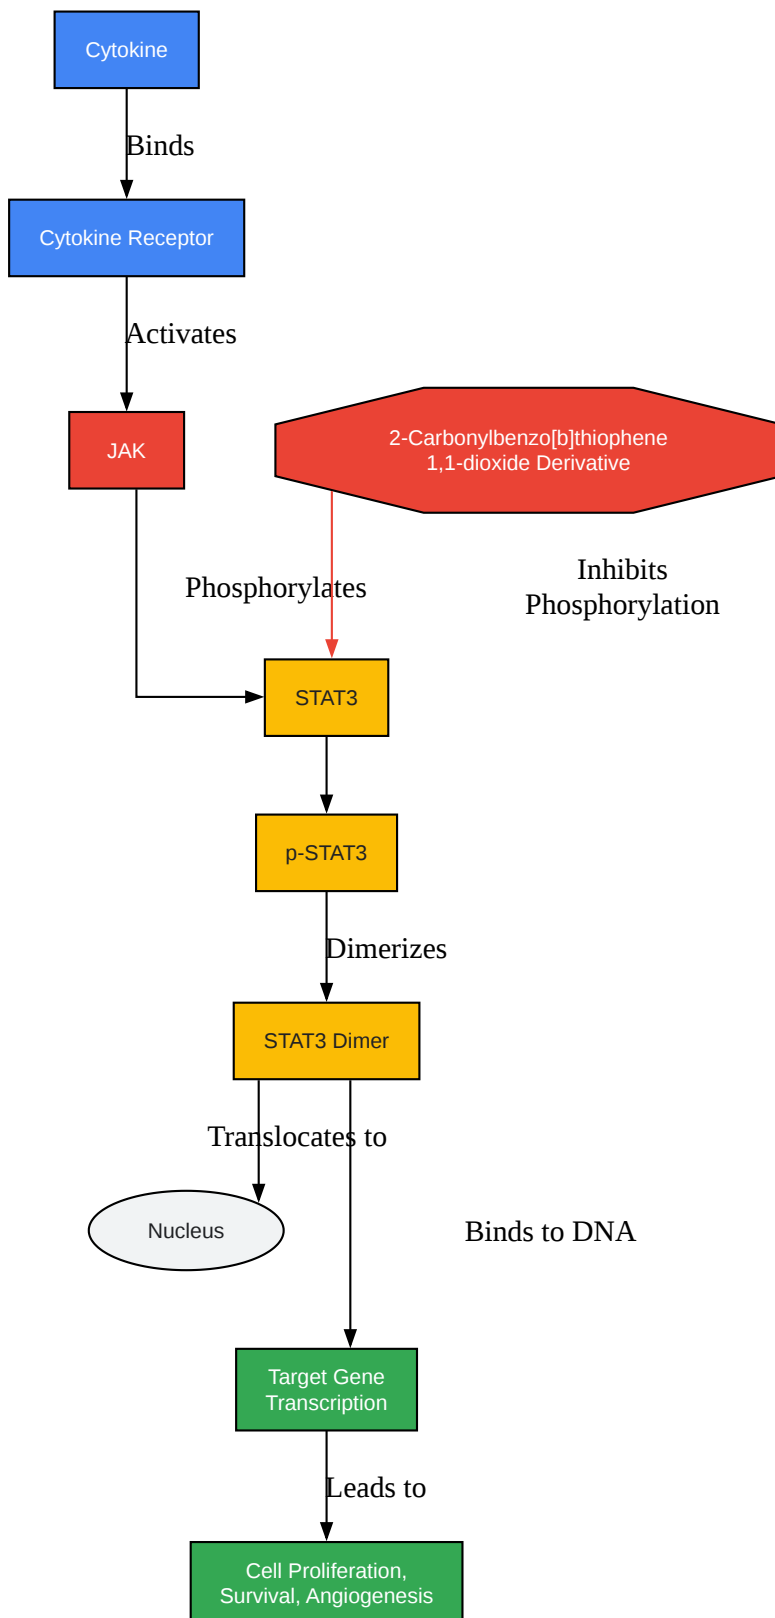 Cytokine
Binds
Cytokine Receptor
Activates
JAK
2-Carbonylbenzo[b]thiophene
1,1-dioxide Derivative
Phosphorylates
Inhibits
Phosphorylation
STAT3
p-STAT3
Dimerizes
STAT3 Dimer
Translocates to
Nucleus
Binds to DNA
Target Gene
Transcription
Leads to
Cell Proliferation,
Survival, Angiogenesis